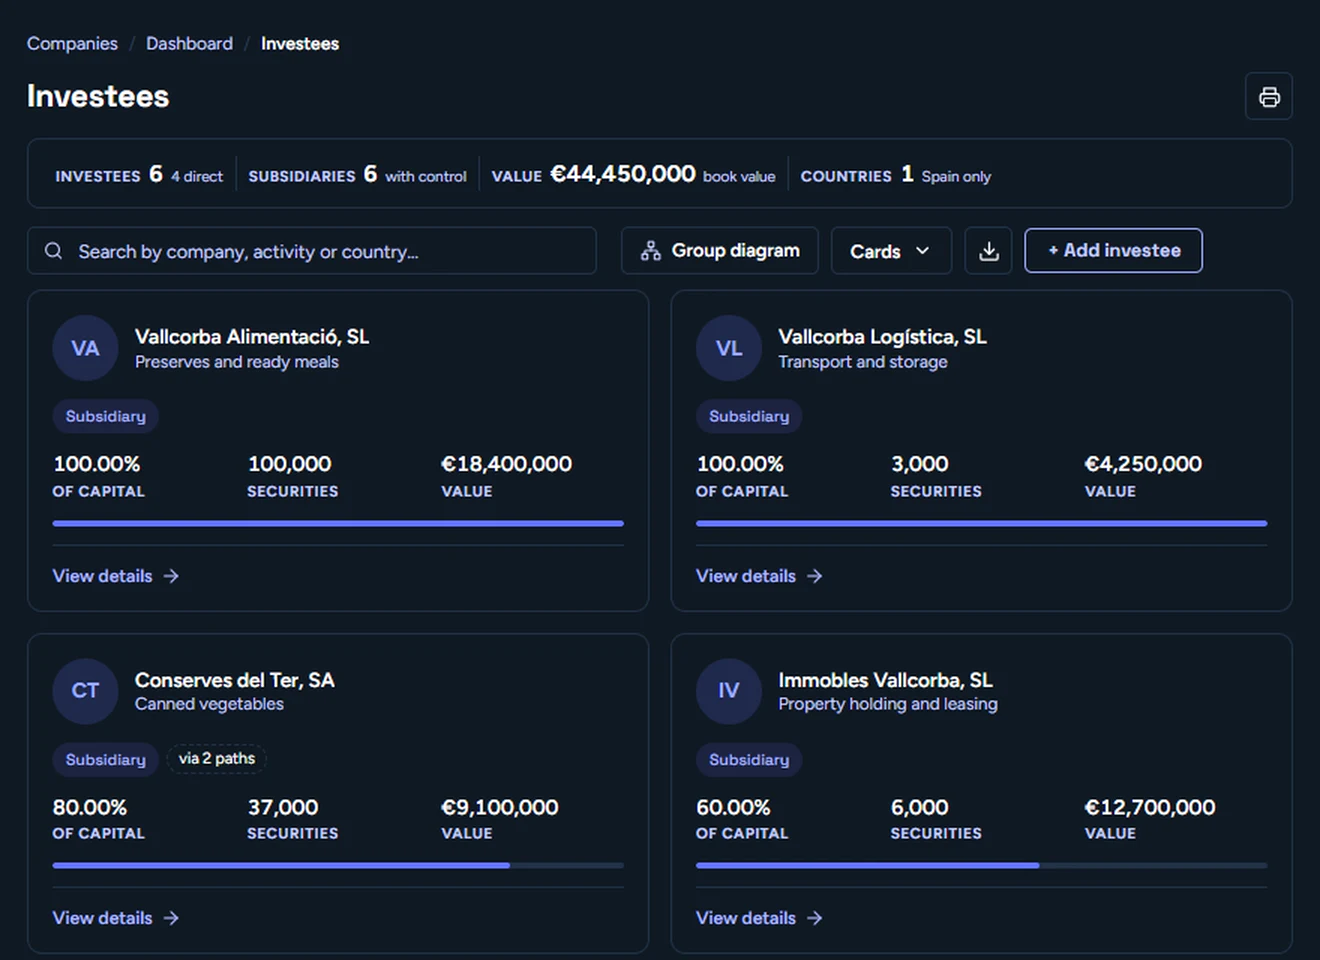 Companies / Dashboard / Investees
Investees
INVESTEES 6 4 direct SUBSIDIARIES 6 with control VALUE €44,450,000 book value COUNTRIES 1 Spain only
Search by company, activity or country... Group diagram Cards + Add investee
VA Vallcorba Alimentació, SL
Preserves and ready meals
Subsidiary
100.00% 100,000 €18,400,000
OF CAPITAL SECURITIES VALUE
View details →
VL Vallcorba Logística, SL
Transport and storage
Subsidiary
100.00% 3,000 €4,250,000
OF CAPITAL SECURITIES VALUE
View details →
CT Conserves del Ter, SA
Canned vegetables
Subsidiary via 2 paths
80.00% 37,000 €9,100,000
OF CAPITAL SECURITIES VALUE
View details →
IV Immobles Vallcorba, SL
Property holding and leasing
Subsidiary
60.00% 6,000 €12,700,000
OF CAPITAL SECURITIES VALUE
View details →